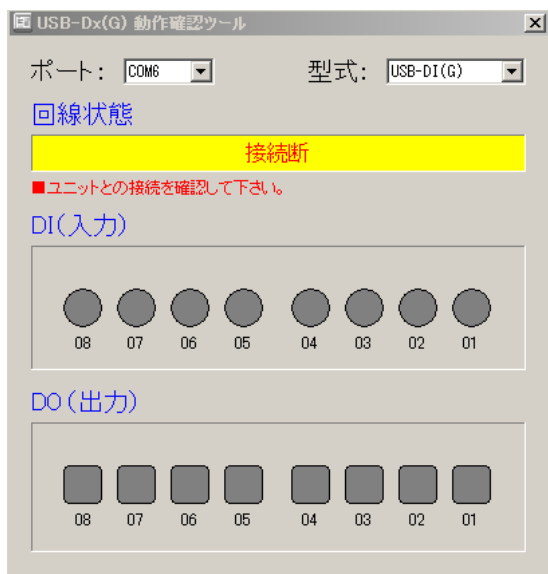 USB-Dx(G) 動作確認ツール
ポート: COM6 型式: USB-DI(G)
回線状態
接続断
■ユニットとの接続を確認して下さい。
DI(入力)
08 07 06 05 04 03 02 01
DO(出力)
08 07 06 05 04 03 02 01